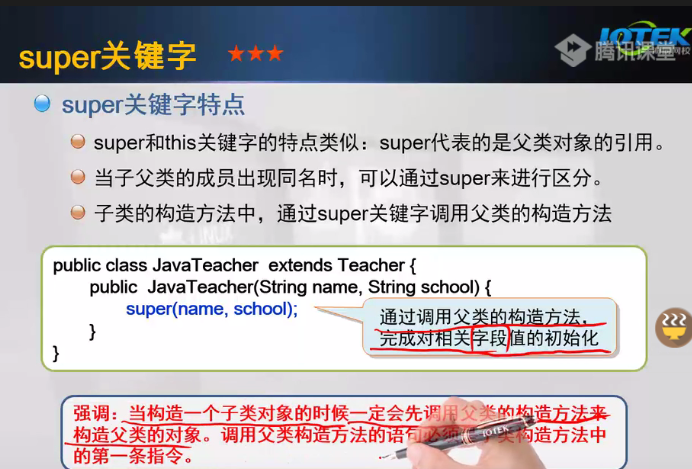 super关键字 ★★★
IOTEK
腾讯课堂
super关键字特点
super和this关键字的特点类似：super代表的是父类对象的引用。
当子父类的成员出现同名时，可以通过super来进行区分。
子类的构造方法中，通过super关键字调用父类的构造方法
public class JavaTeacher extends Teacher {
public JavaTeacher(String name, String school) {
super(name, school);
}
}
通过调用父类的构造方法，
完成对相关字段值的初始化
强调：当构造一个子类对象的时候一定会先调用父类的构造方法来
构造父类的对象。调用父类构造方法的语句必须 类构造方法中
的第一条指令。
IOTEK